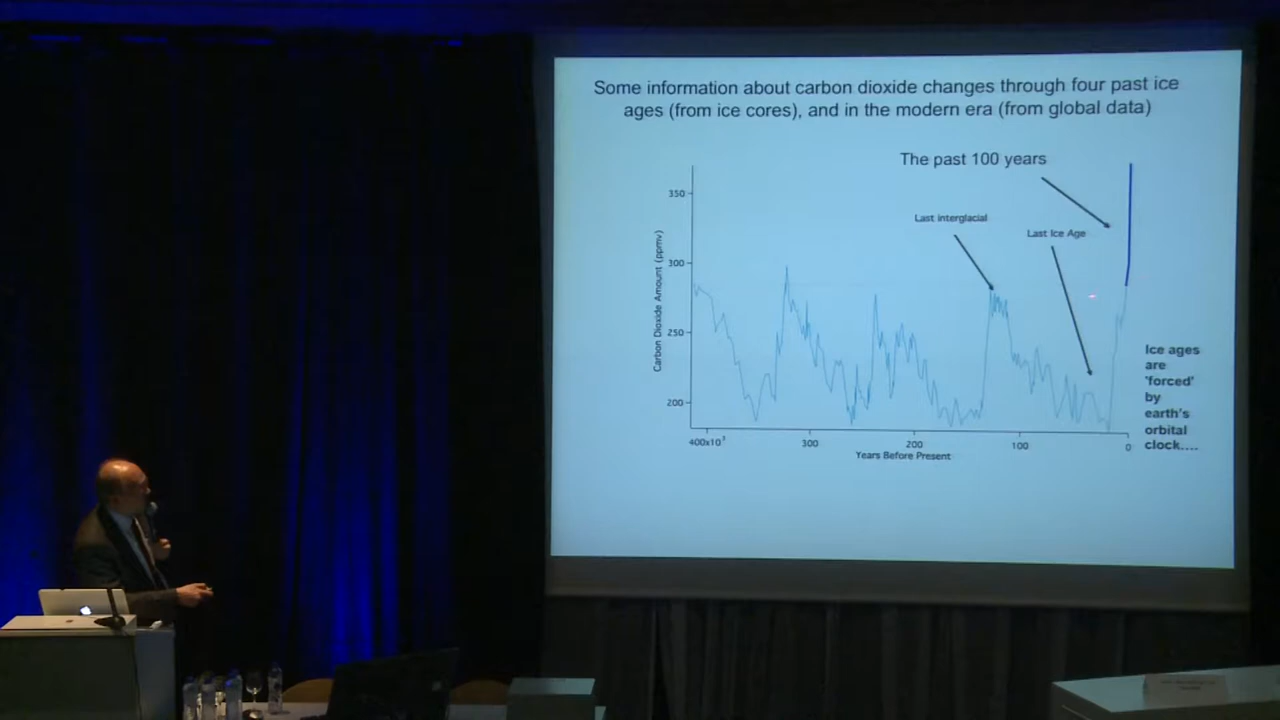 Some information about carbon dioxide changes through four past ice
ages (from ice cores), and in the modern era (from global data)
The past 100 years
Last interglacial
Last Ice Age
350
300
250
200
Carbon Dioxide Amount (ppmv)
400x10³
300
200
100
0
Years Before Present
Ice ages
are
'forced'
by
earth's
orbital
clock....